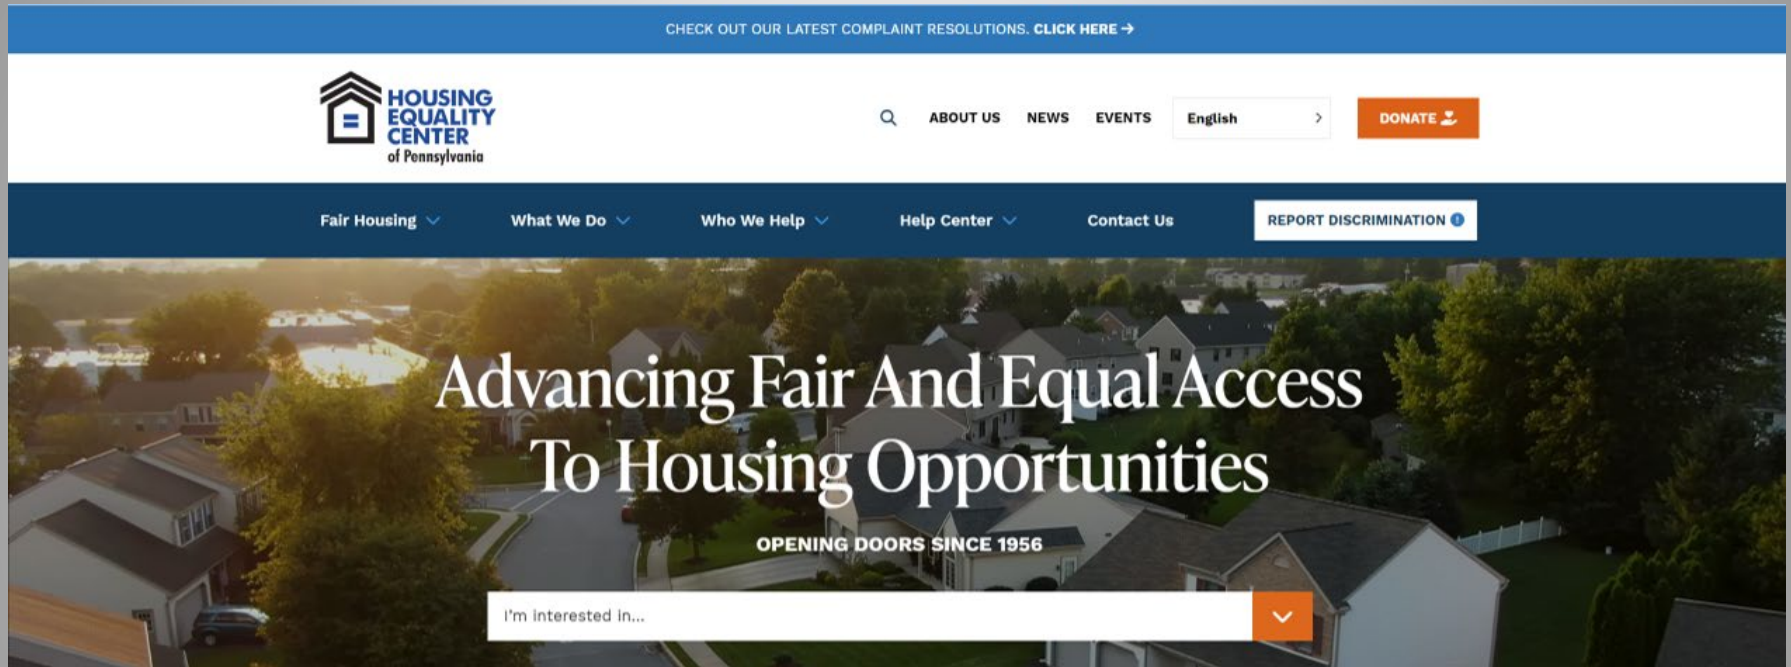 CHECK OUT OUR LATEST COMPLAINT RESOLUTIONS. CLICK HERE →
HOUSING
EQUALITY
CENTER
of Pennsylvania
ABOUT US NEWS EVENTS English DONATE
Fair Housing What We Do Who We Help Help Center Contact Us REPORT DISCRIMINATION
Advancing Fair And Equal Access
To Housing Opportunities
OPENING DOORS SINCE 1956
I'm interested in...